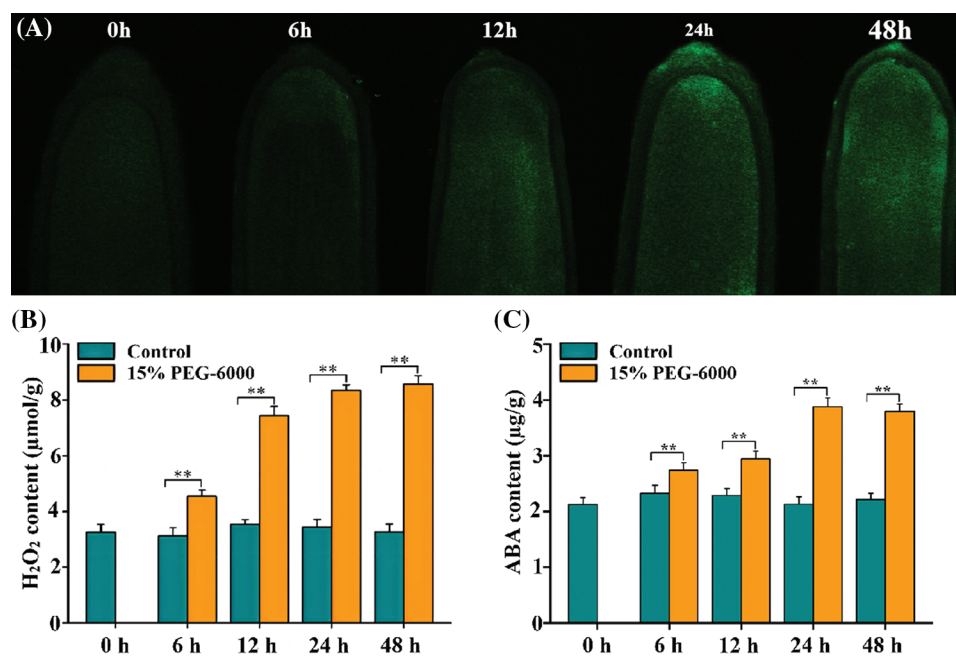 (A) 0h 6h 12h 24h 48h
(B)
H₂O₂ content (μmol/g)
10
8
6
4
2
0
Control
15% PEG-6000
**
**
**
**
0 h 6 h 12 h 24 h 48 h
(C)
ABA content (μg/g)
5
4
3
2
1
0
Control
15% PEG-6000
**
**
**
**
0 h 6 h 12 h 24 h 48 h